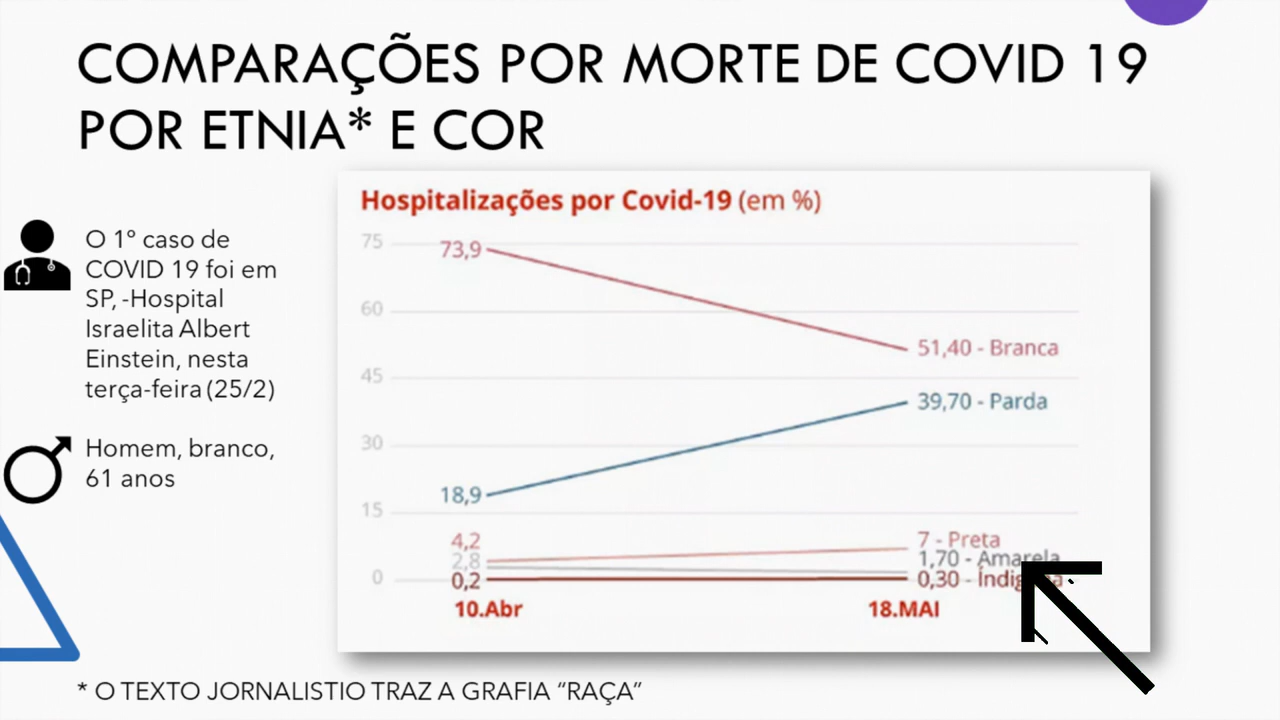 COMPARAÇÕES POR MORTE DE COVID 19
POR ETNIA* E COR
O 1º caso de
COVID 19 foi em
SP, -Hospital
Israelita Albert
Einstein, nesta
terça-feira (25/2)
Homem, branco,
61 anos
Hospitalizações por Covid-19 (em %)
75
73,9
60
51,40 - Branca
45
39,70 - Parda
30
18,9
15
4,2
7 - Preta
2,8
1,70 - Amarela
0
0,2
0,30 -
10.Abr
18.MAI
* O TEXTO JORNALISTIO TRAZ A GRAFIA “RAÇA”